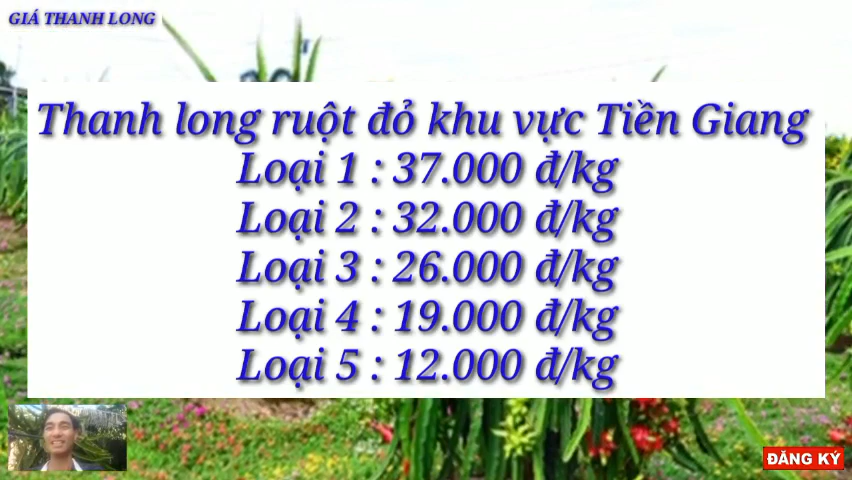 GIÁ THANH LONG
Thanh long ruột đỏ khu vực Tiền Giang
Loại 1 : 37.000 đ/kg
Loại 2 : 32.000 đ/kg
Loại 3 : 26.000 đ/kg
Loại 4 : 19.000 đ/kg
Loại 5 : 12.000 đ/kg
ĐĂNG KÝ